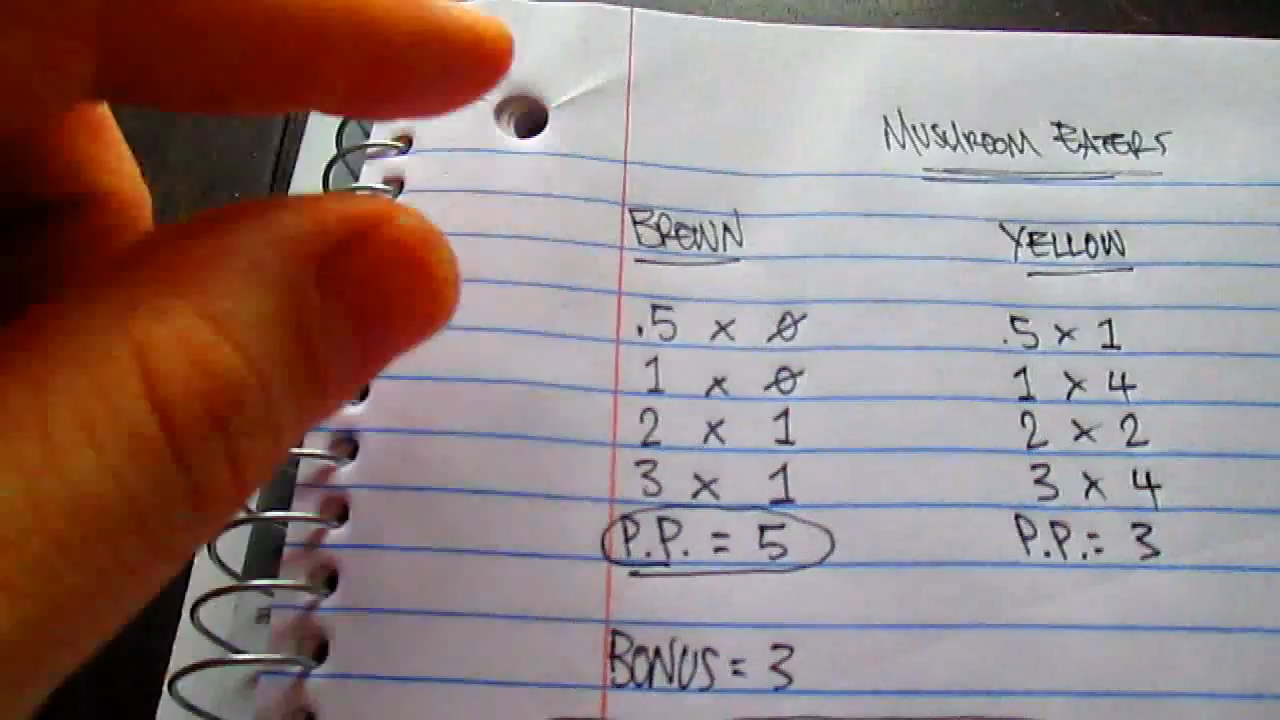 MUSHROOM EATERS
BROWN YELLOW
.5 x 0 .5 x 1
1 x 0 1 x 4
2 x 1 2 x 2
3 x 1 3 x 4
P.P. = 5 P.P. = 3
BONUS = 3